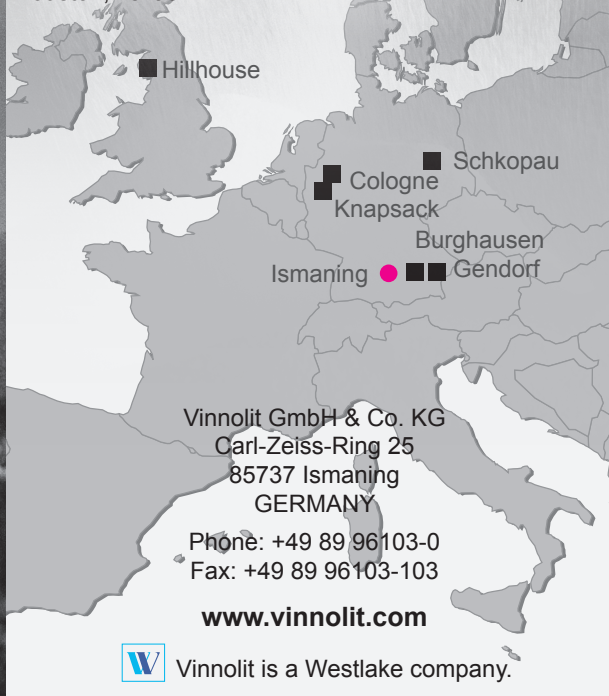 Hillhouse
Schkopau
Cologne
Knapsack
Burghausen
Ismaning
Gendorf
Vinnolit GmbH & Co. KG
Carl-Zeiss-Ring 25
85737 Ismaning
GERMANY
Phone: +49 89 96103-0
Fax: +49 89 96103-103
www.vinnolit.com
W Vinnolit is a Westlake company.